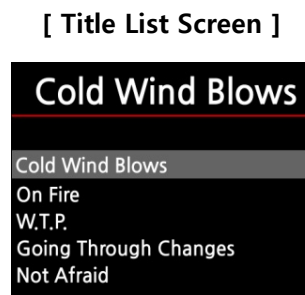 [ Title List Screen ]
Cold Wind Blows
Cold Wind Blows
On Fire
W.T.P.
Going Through Changes
Not Afraid